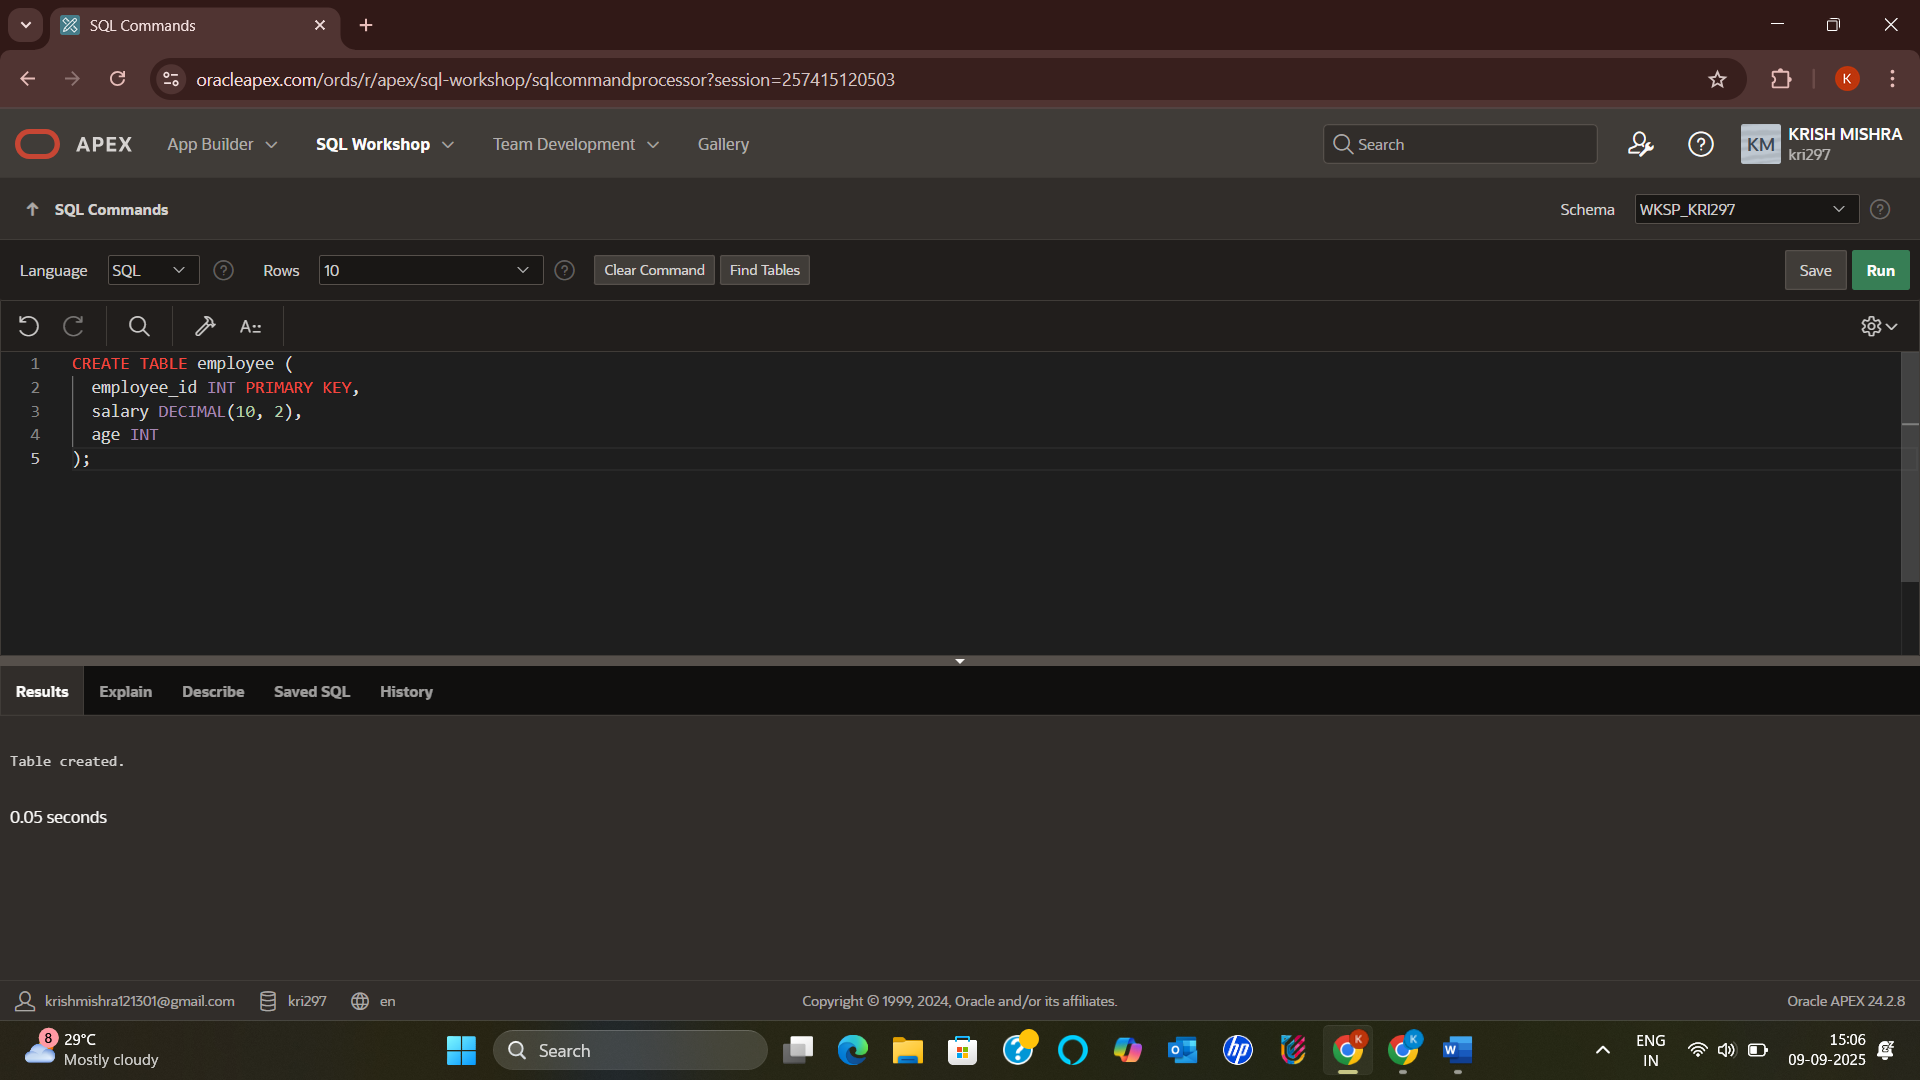 SQL Commands
oracleapex.com/ords/r/apex/sql-workshop/sqlcommandprocessor?session=257415120503
K
APEX
App Builder
SQL Workshop
Team Development
Gallery
Search
KM
KRISH MISHRA
kri297
SQL Commands
Schema
WKSP_KRI297
Language
SQL
Rows
10
Clear Command
Find Tables
Save
Run
1 CREATE TABLE employee (
2 employee_id INT PRIMARY KEY,
3 salary DECIMAL(10, 2),
4 age INT
5 );
Results
Explain
Describe
Saved SQL
History
Table created.
0.05 seconds
krishmishra121301@gmail.com
kri297
en
Copyright © 1999, 2024, Oracle and/or its affiliates.
Oracle APEX 24.2.8
8
29°C
Mostly cloudy
Search
hp
K
K
W
ENG
IN
15:06
09-09-2025